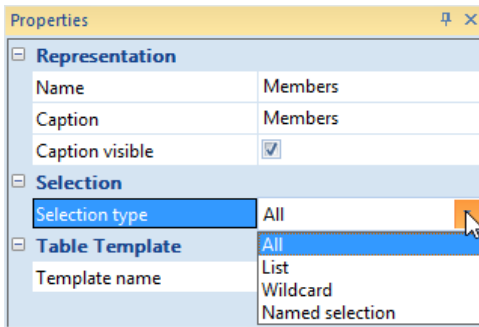 Properties
Representation
Name Members
Caption Members
Caption visible
Selection
Selection type All
Table Template All
List
Template name Wildcard
Named selection